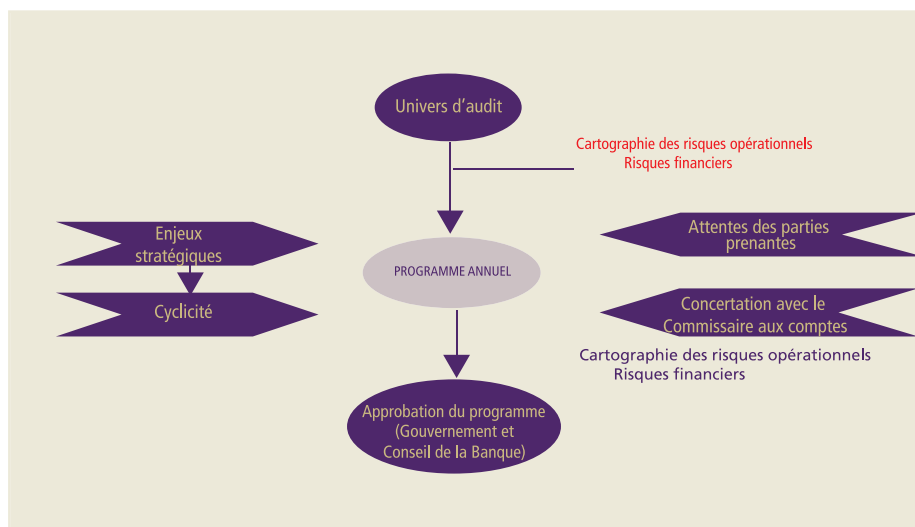 Univers d'audit
Cartographie des risques opérationnels
Risques financiers
Enjeux
stratégiques
Attentes des parties
prenantes
PROGRAMME ANNUEL
Cyclicité
Concertation avec le
Commissaire aux comptes
Cartographie des risques opérationnels
Risques financiers
Approbation du programme
(Gouvernement et
Conseil de la Banque)